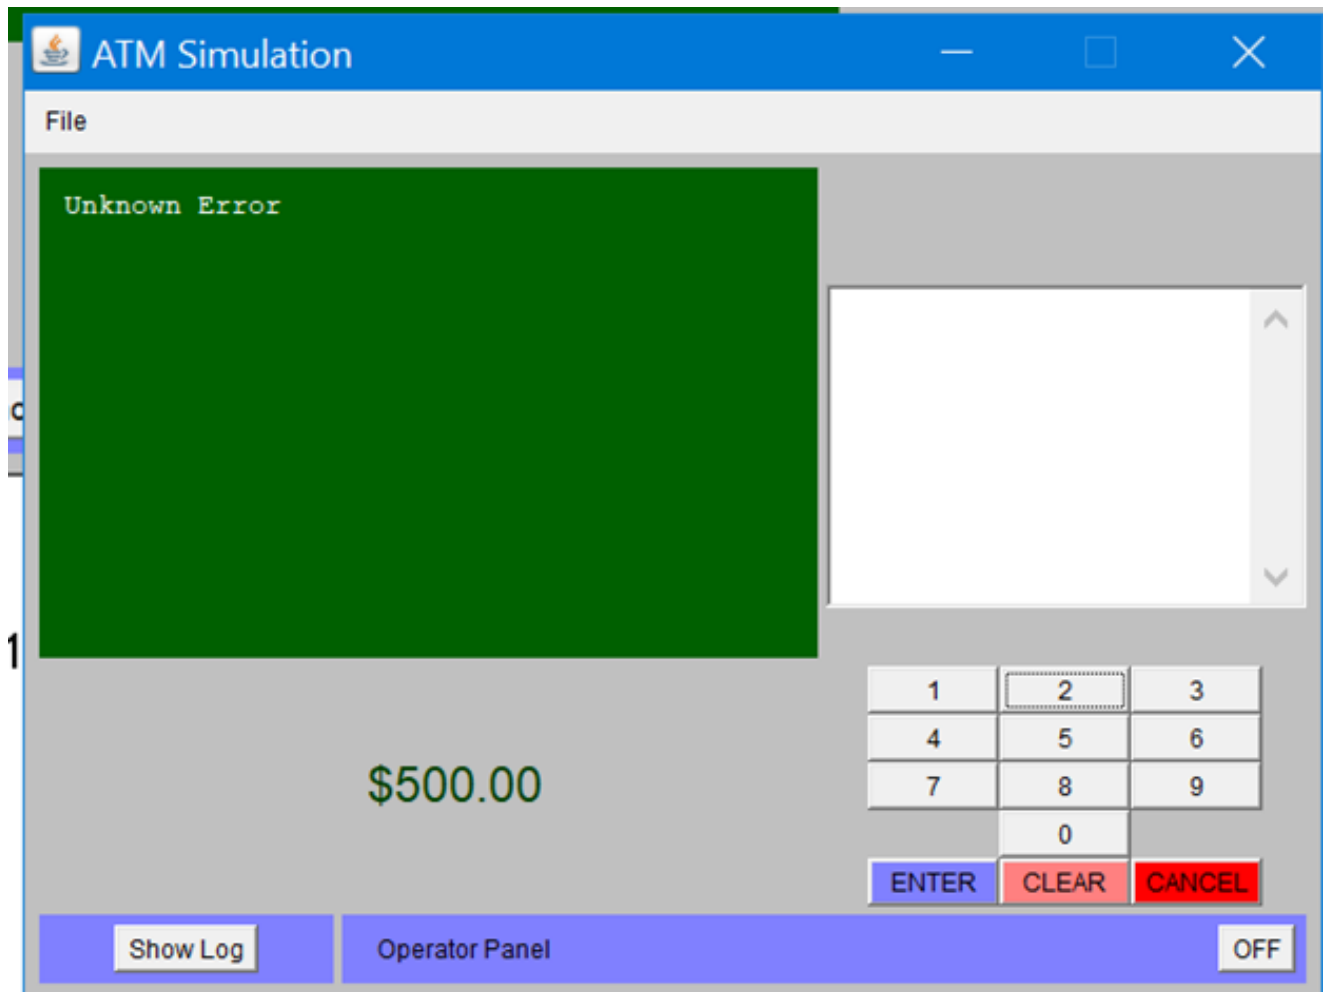 ATM Simulation
File
Unknown Error
1 2 3
4 5 6
$500.00
7 8 9
0
ENTER CLEAR CANCEL
Show Log Operator Panel OFF
1